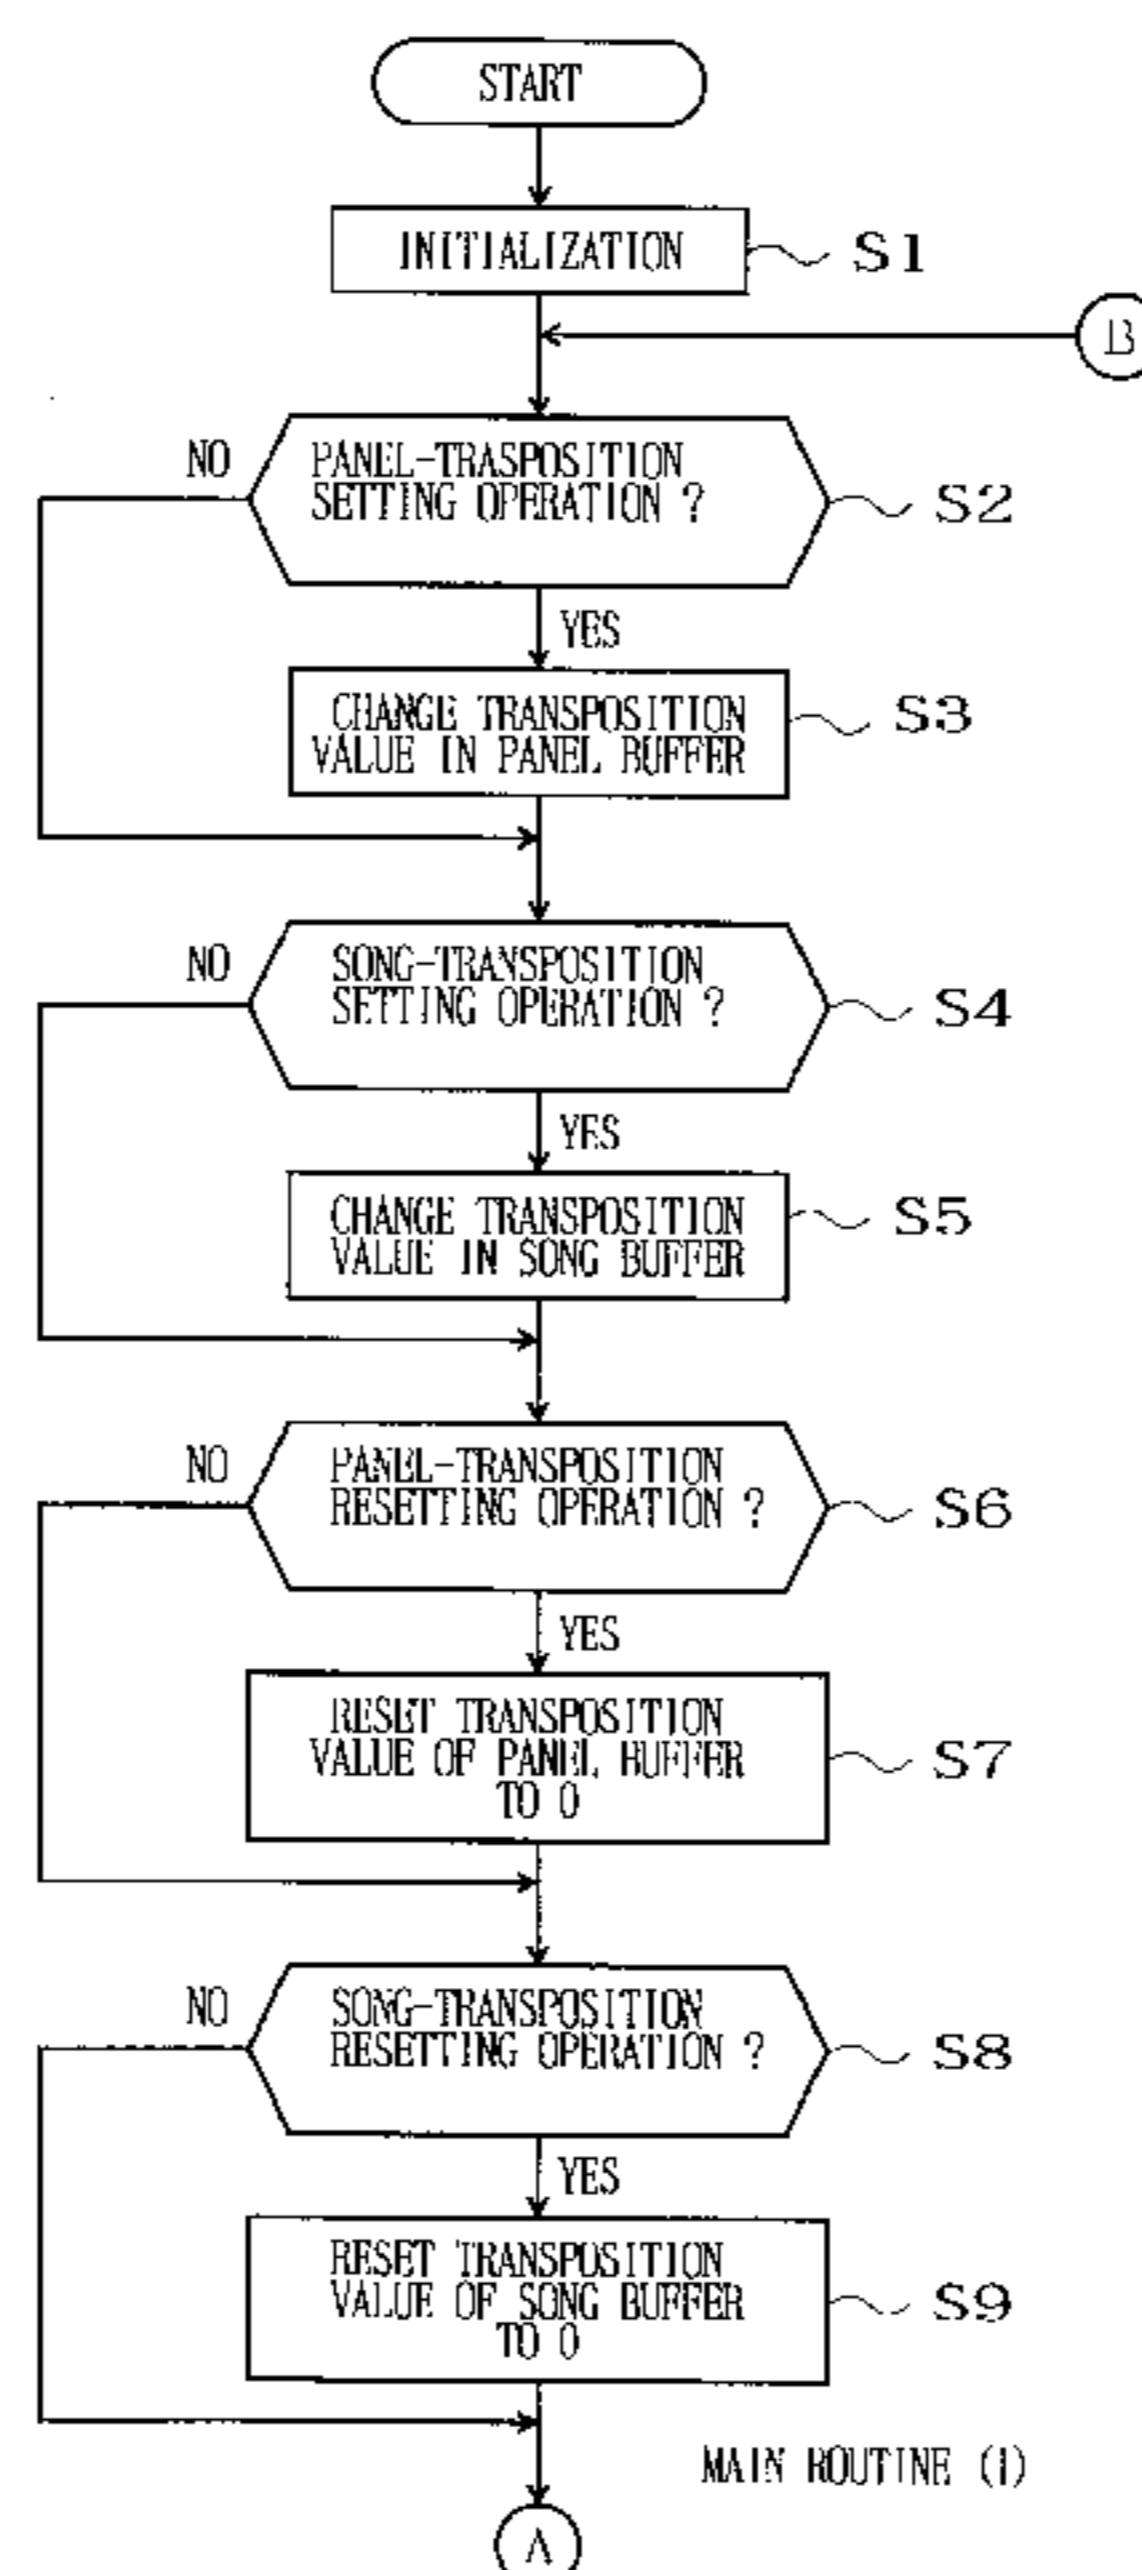 START
INITIALIZATION
S1
B
NO
PANEL-TRASPOSITION
SETTING OPERATION ?
S2
YES
CHANGE TRANSPOSITION
VALUE IN PANEL BUFFER
S3
NO
SONG-TRANSPOSITION
SETTING OPERATION ?
S4
YES
CHANGE TRANSPOSITION
VALUE IN SONG BUFFER
S5
NO
PANEL-TRANSPOSITION
RESETTING OPERATION ?
S6
YES
RESET TRANSPOSITION
VALUE OF PANEL BUFFER
TO 0
S7
NO
SONG-TRANSPOSITION
RESETTING OPERATION ?
S8
YES
RESET TRANSPOSITION
VALUE OF SONG BUFFER
TO 0
S9
MAIN ROUTINE (1)
A